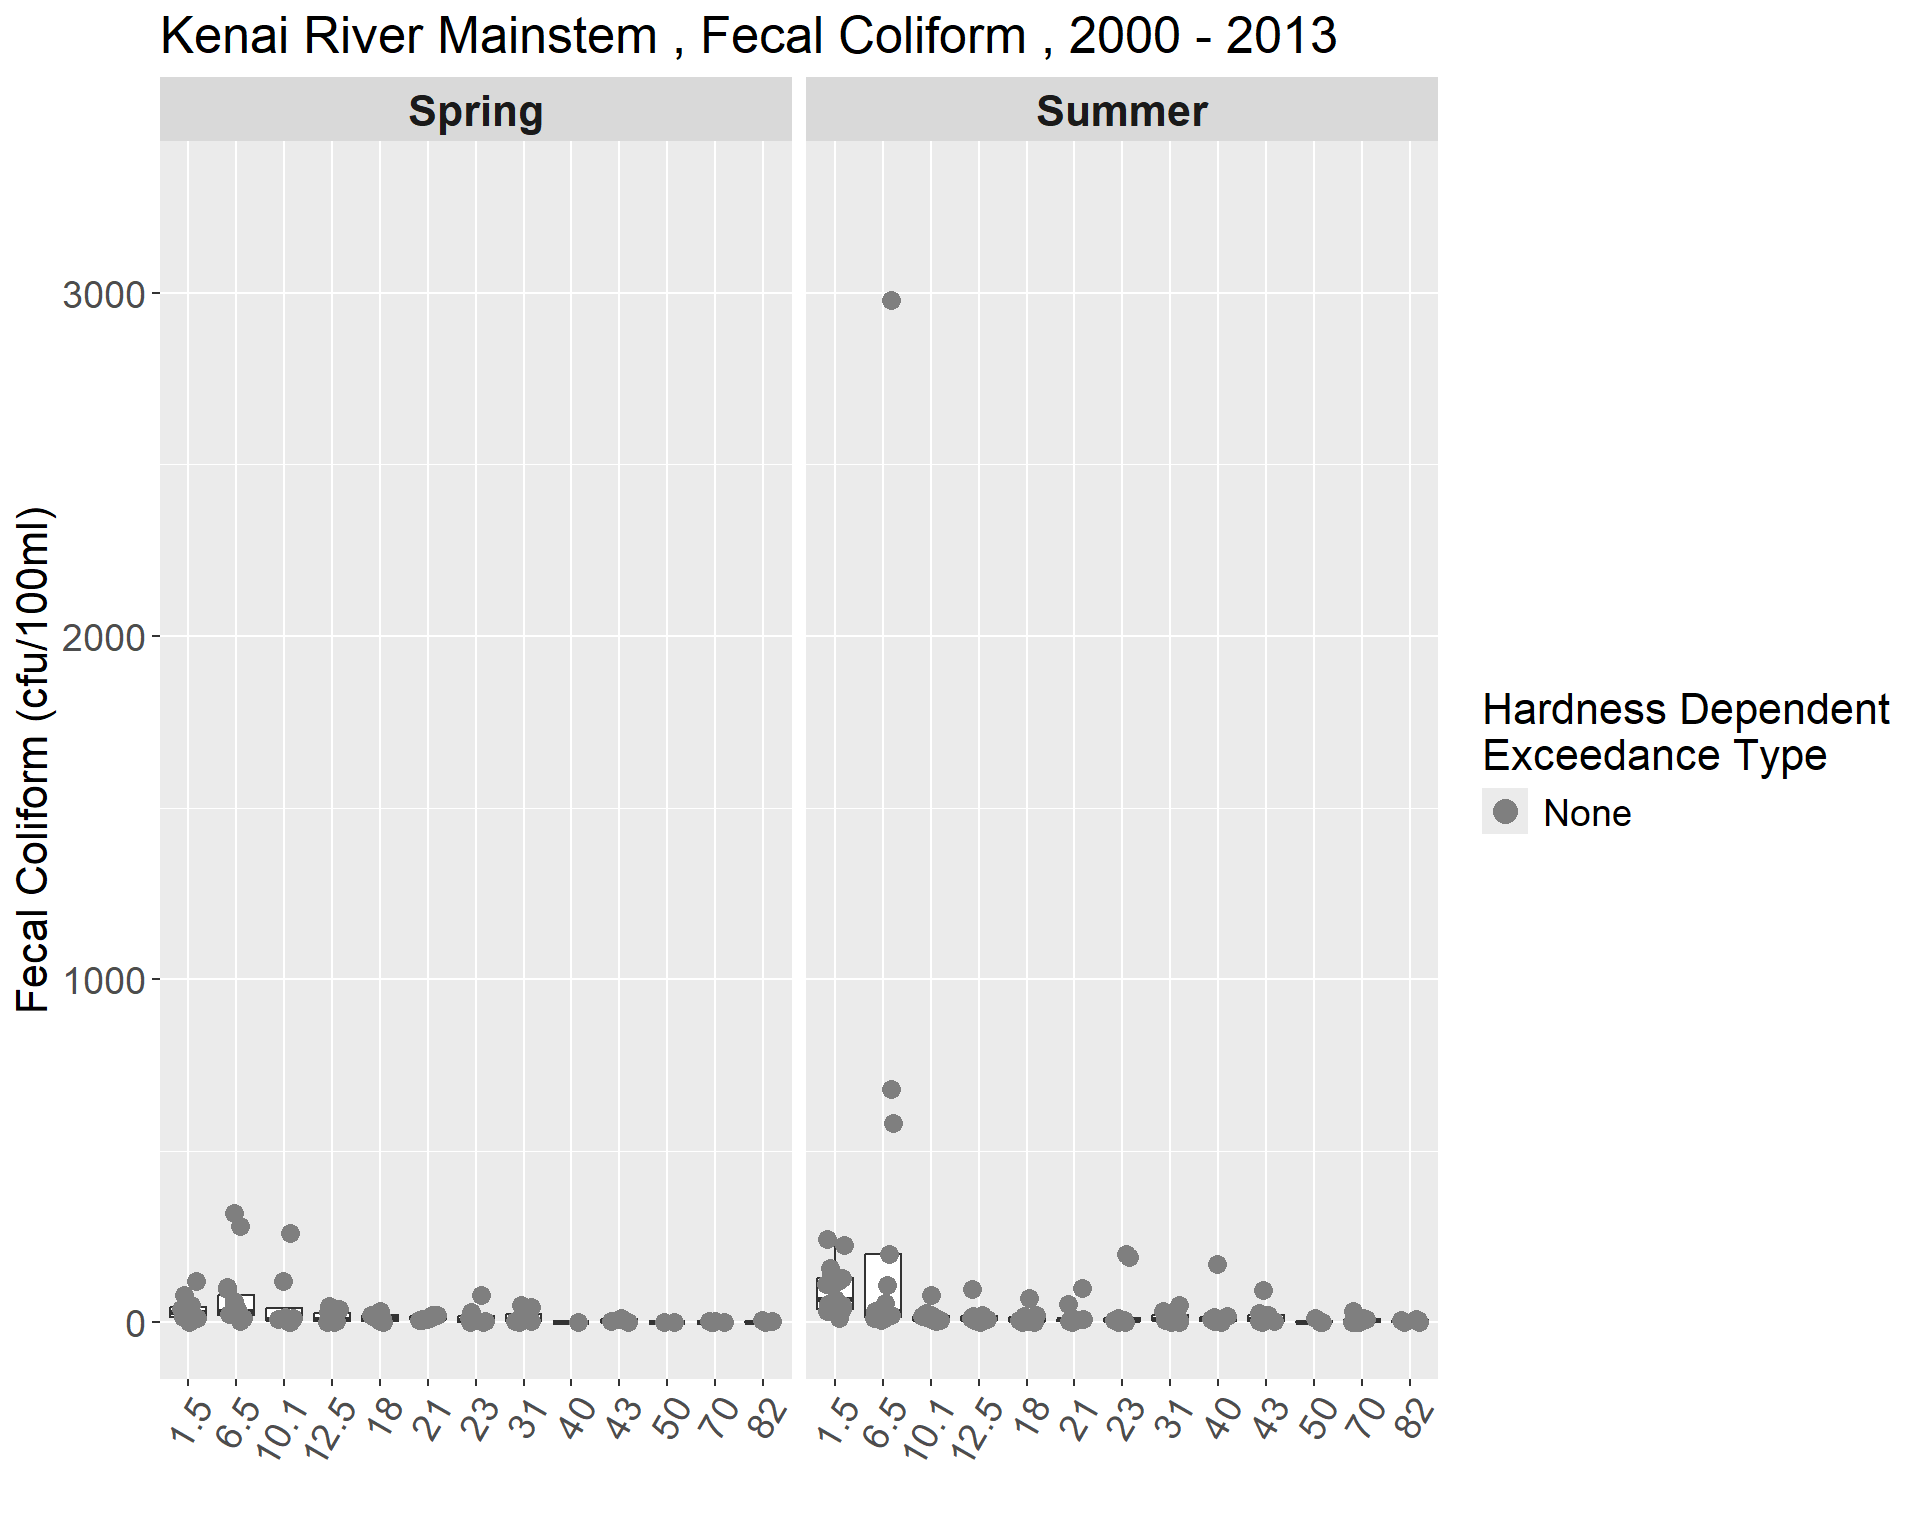 Kenai River Mainstem , Fecal Coliform , 2000 - 2013
Spring
Summer
Fecal Coliform (cfu/100ml)
3000
2000
1000
0
1.5 6.5 10.1 12.5 18 21 23 31 40 43 50 70 82
1.5 6.5 10.1 12.5 18 21 23 31 40 43 50 70 82
Hardness Dependent
Exceedance Type
None